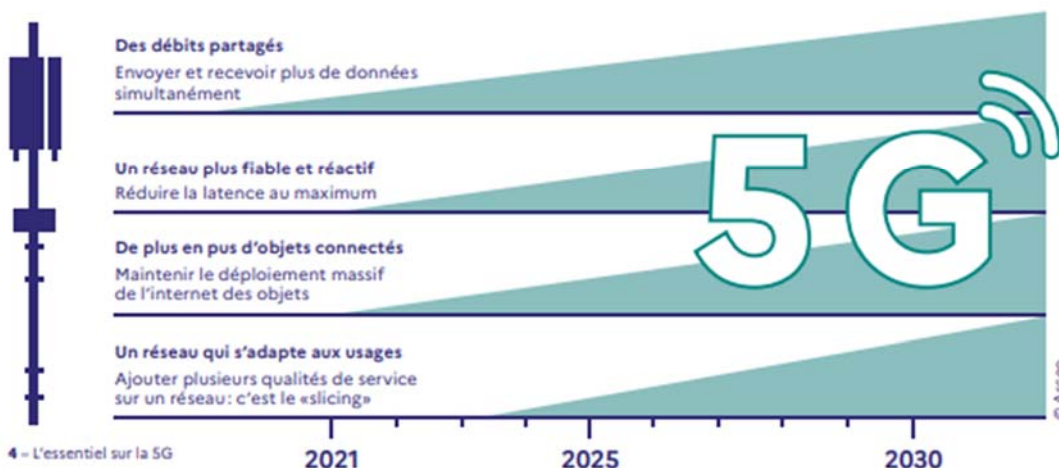 Des débits partagés
Envoyer et recevoir plus de données
simultanément
Un réseau plus fiable et réactif
Réduire la latence au maximum
De plus en pus d'objets connectés
Maintenir le déploiement massif
de l'internet des objets
Un réseau qui s'adapte aux usages
Ajouter plusieurs qualités de service
sur un réseau: c'est le «slicing»
5G
4 – L'essentiel sur la 5G
2021 2025 2030